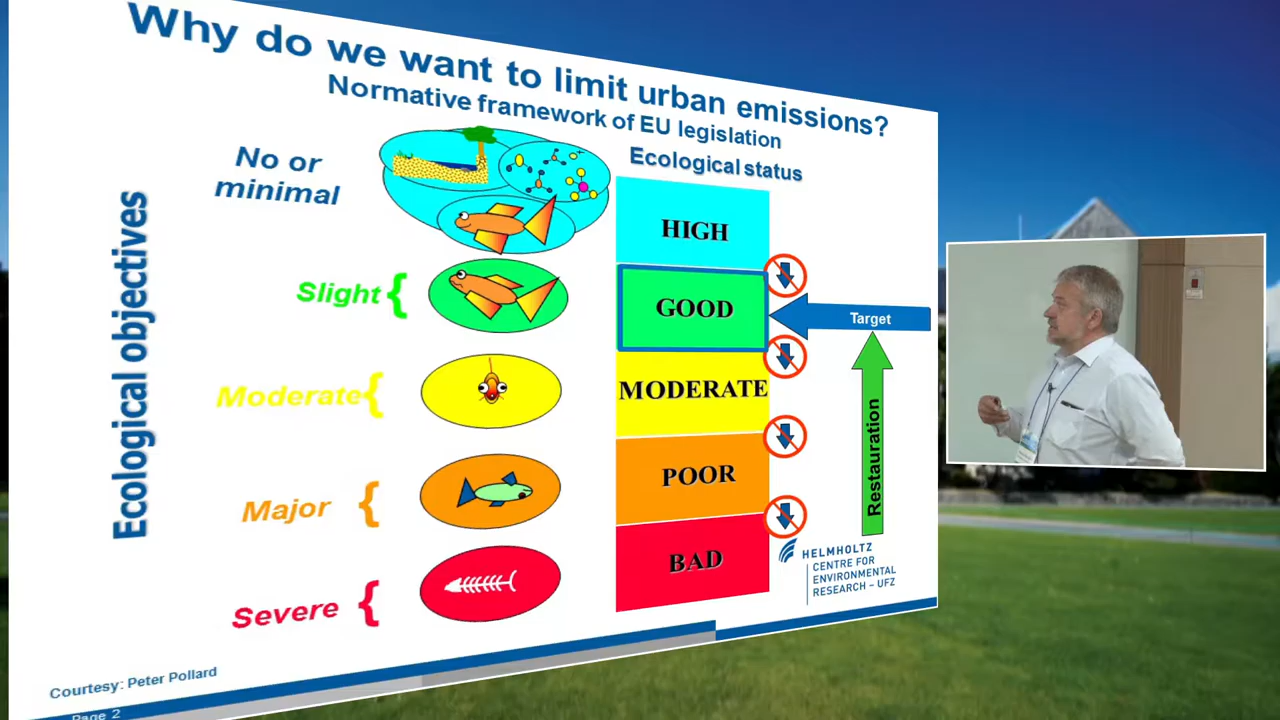 Why do we want to limit urban emissions?
Normative framework of EU legislation
Ecological status
No or
minimal
HIGH
Ecological objectives
Slight {
GOOD
Target
Moderate {
MODERATE
Restauration
Major {
POOR
Severe {
BAD
HELMHOLTZ
CENTRE FOR
ENVIRONMENTAL
RESEARCH – UFZ
Courtesy: Peter Pollard
Page 2